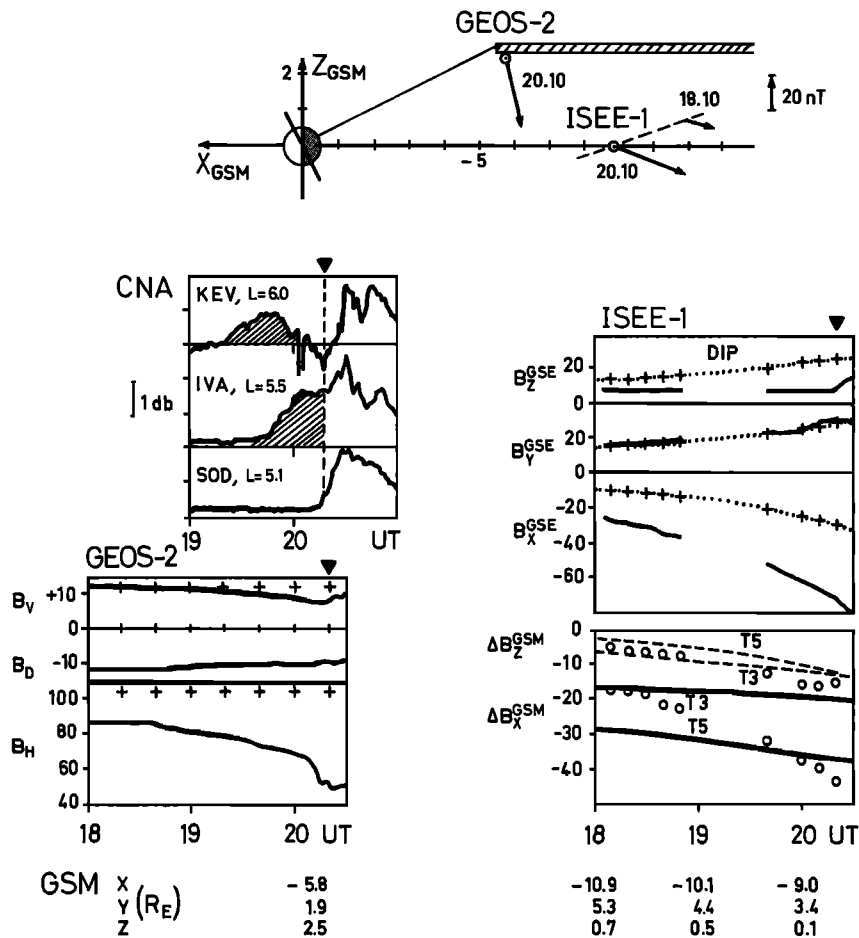 GEOS-2
2 Z_GSM
20.10
18.10
20 nT
ISEE-1
X_GSM
-5
20.10
CNA
KEV, L=6.0
1 db
IVA, L=5.5
SOD, L=5.1
19 20 UT
GEOS-2
B_V +10
0
B_D -10
100
B_H 80
60
40
18 19 20 UT
ISEE-1
DIP
B_Z^GSE 20
0
B_Y^GSE 20
0
B_X^GSE -20
-40
-60
0
ΔB_Z^GSM -10
T5
T3
ΔB_X^GSM -20
T3
-30
T5
-40
18 19 20 UT
GSM X (R_E) -5.8 -10.9 -10.1 -9.0
Y 1.9 5.3 4.4 3.4
Z 2.5 0.7 0.5 0.1